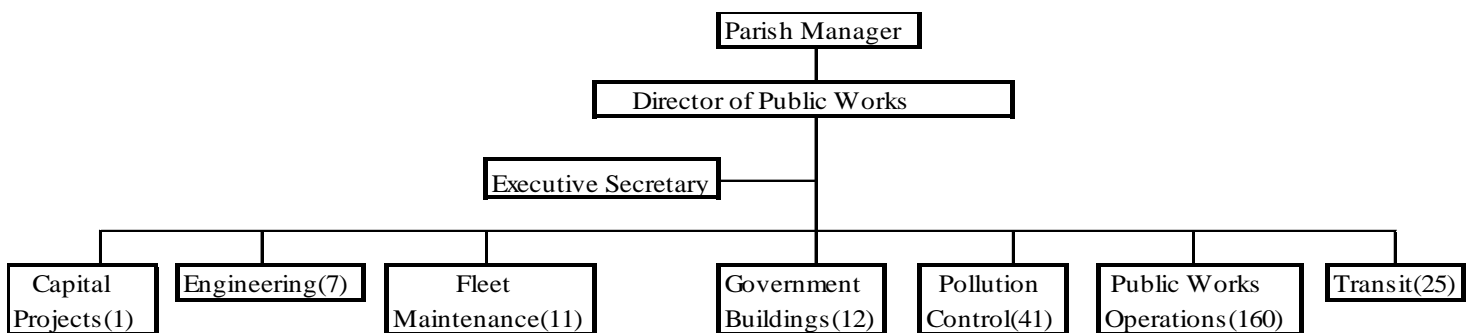 Parish Manager
Director of Public Works
Executive Secretary
Capital
Projects(1)
Engineering(7)
Fleet
Maintenance(11)
Government
Buildings(12)
Pollution
Control(41)
Public Works
Operations(160)
Transit(25)